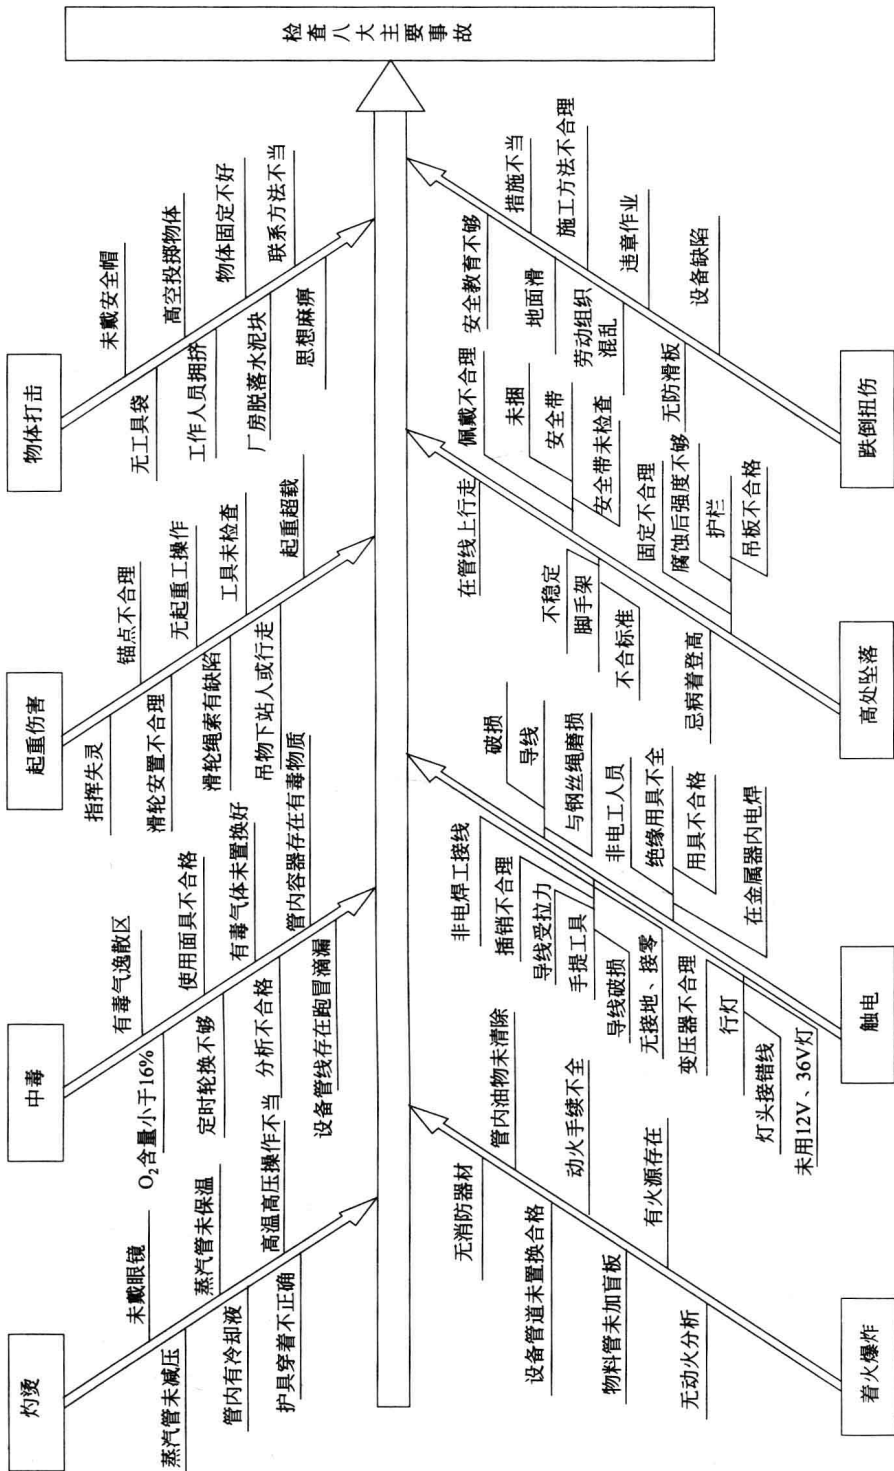 检查八大主要事故
灼烫
未戴眼镜
蒸汽管未减压
蒸汽管未保温
管内有冷却液
高温高压操作不当
护具穿着不正确
中毒
有毒气逸散区
O₂含量小于16%
使用面具不合格
定时轮换不够
有毒气体未置换好
分析不合格
管内容器存在有毒物质
设备管线存在跑冒滴漏
起重伤害
指挥失灵
锚点不合理
滑轮安置不合理
无起重工操作
滑轮绳索有缺陷
工具未检查
吊物下站人或行走
起重超载
物体打击
未戴安全帽
无工具袋
高空投掷物体
工作人员拥挤
物体固定不好
厂房脱落水泥块
联系方法不当
思想麻痹
着火爆炸
无消防器材
管内油物未清除
设备管道未置换合格
动火手续不全
物料管未加盲板
有火源存在
无动火分析
触电
非电焊工接线
破损
导线
与钢丝绳磨损
插销不合理
导线受拉力
手提工具
导线破损
非电工人员
绝缘用具不全
用具不合格
无接地、接零
变压器不合理
在金属器内电焊
行灯
灯头接错线
未用12V、36V灯
高处坠落
在管线上行走
佩戴不合理
未捆
安全带
安全带未检查
不稳定
脚手架
不合标准
固定不合理
腐蚀后强度不够
护栏
吊板不合格
忌病着登高
跌倒扭伤
安全教育不够
措施不当
地面滑
施工方法不合理
劳动组织
混乱
违章作业
无防滑板
设备缺陷